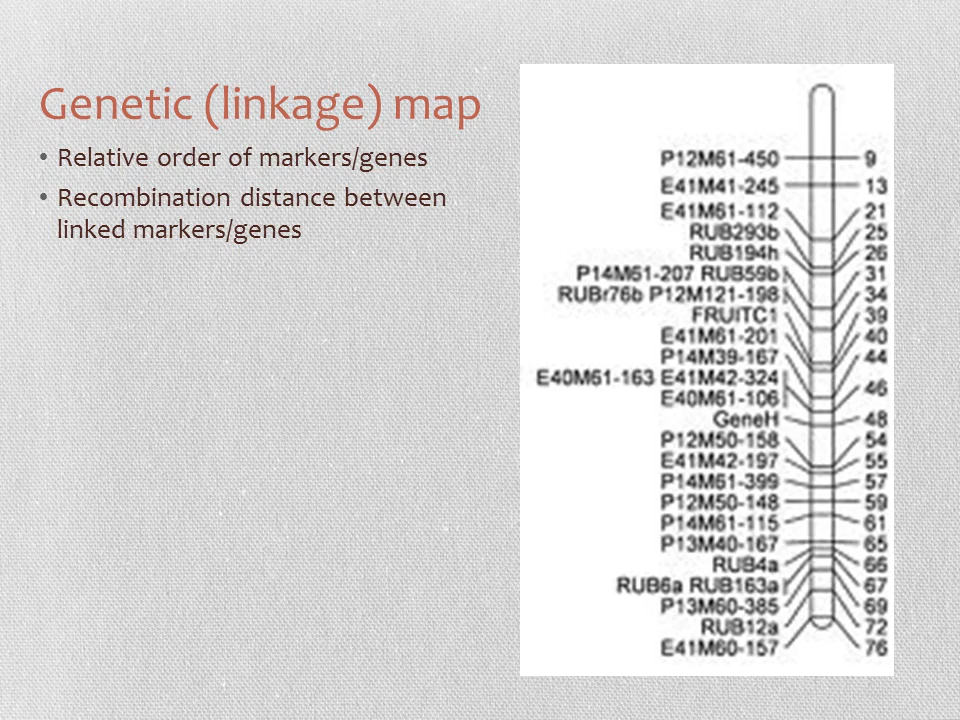 Genetic (linkage) map
• Relative order of markers/genes
• Recombination distance between
linked markers/genes
P12M61-450 9
E41M41-245 13
E41M61-112 21
RUB293b 25
RUB194h 26
P14M61-207 RUB59b 31
RUBr76b P12M121-198 34
FRUITC1 39
E41M61-201 40
P14M39-167 44
E40M61-163 E41M42-324
46
E40M61-106
GeneH 48
P12M50-158 54
E41M42-197 55
P14M61-399 57
P12M50-148 59
P14M61-115 61
P13M40-167 65
RUB4a 66
RUB6a RUB163a 67
P13M60-385 69
RUB12a 72
E41M60-157 76